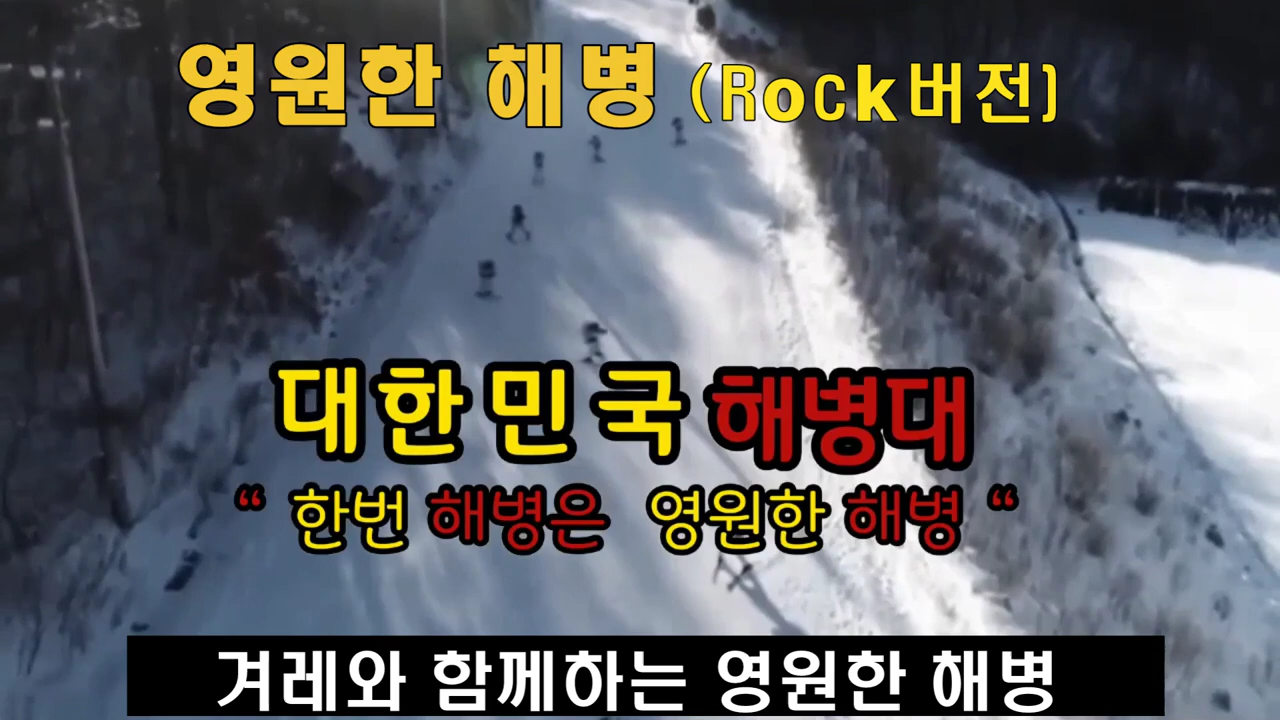 영원한 해병 (Rock버전)
대한민국 해병대
“ 한번 해병은 영원한 해병 “
겨레와 함께하는 영원한 해병